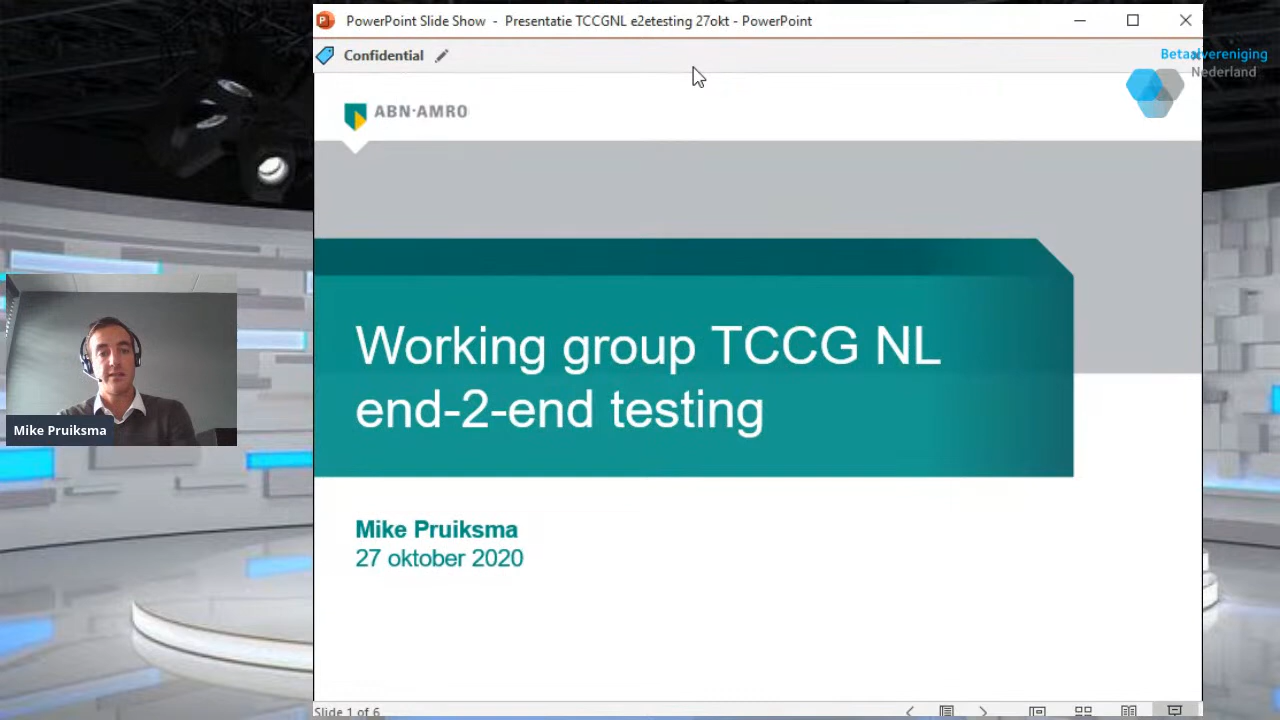 PowerPoint Slide Show - Presentatie TCCGNL e2etesting 27okt - PowerPoint
Confidential
Betaalvereniging
Nederland
ABN·AMRO
Working group TCCG NL
end-2-end testing
Mike Pruiksma
Mike Pruiksma
27 oktober 2020
Slide 1 of 6